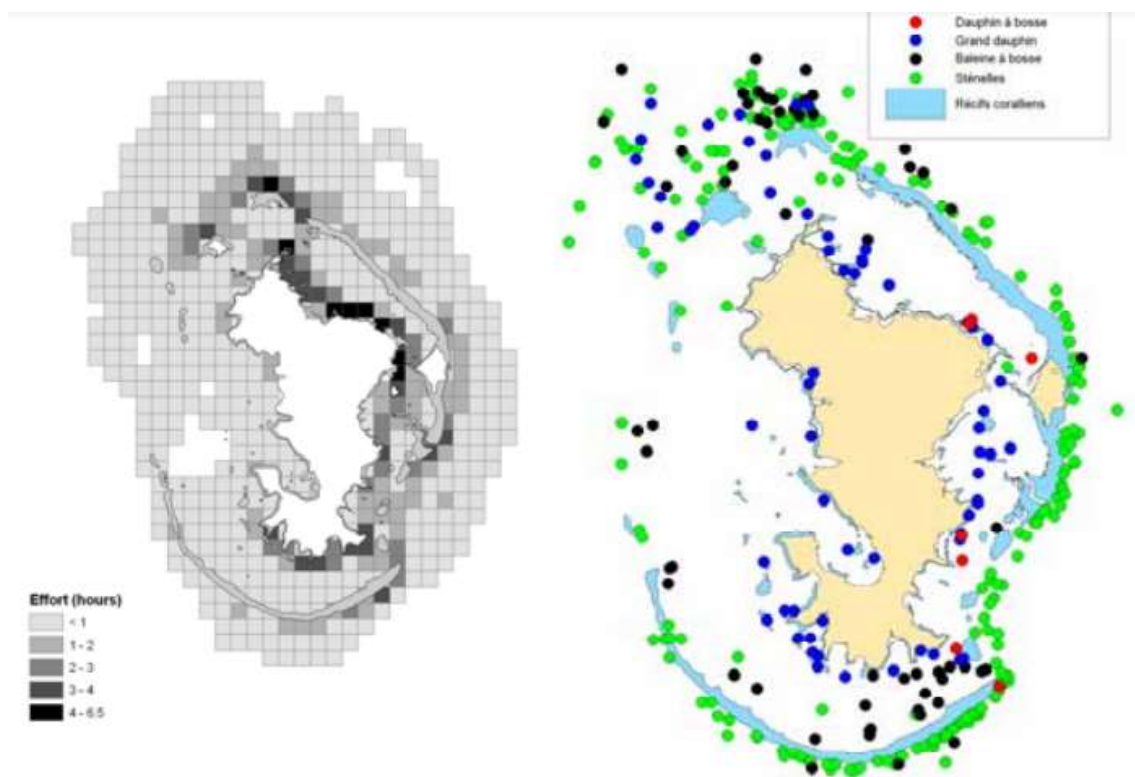 Dauphin à bosse
Grand dauphin
Baleine à bosse
Sténelles
Récifs coralliens
Effort (hours)
< 1
1 - 2
2 - 3
3 - 4
4 - 6.5